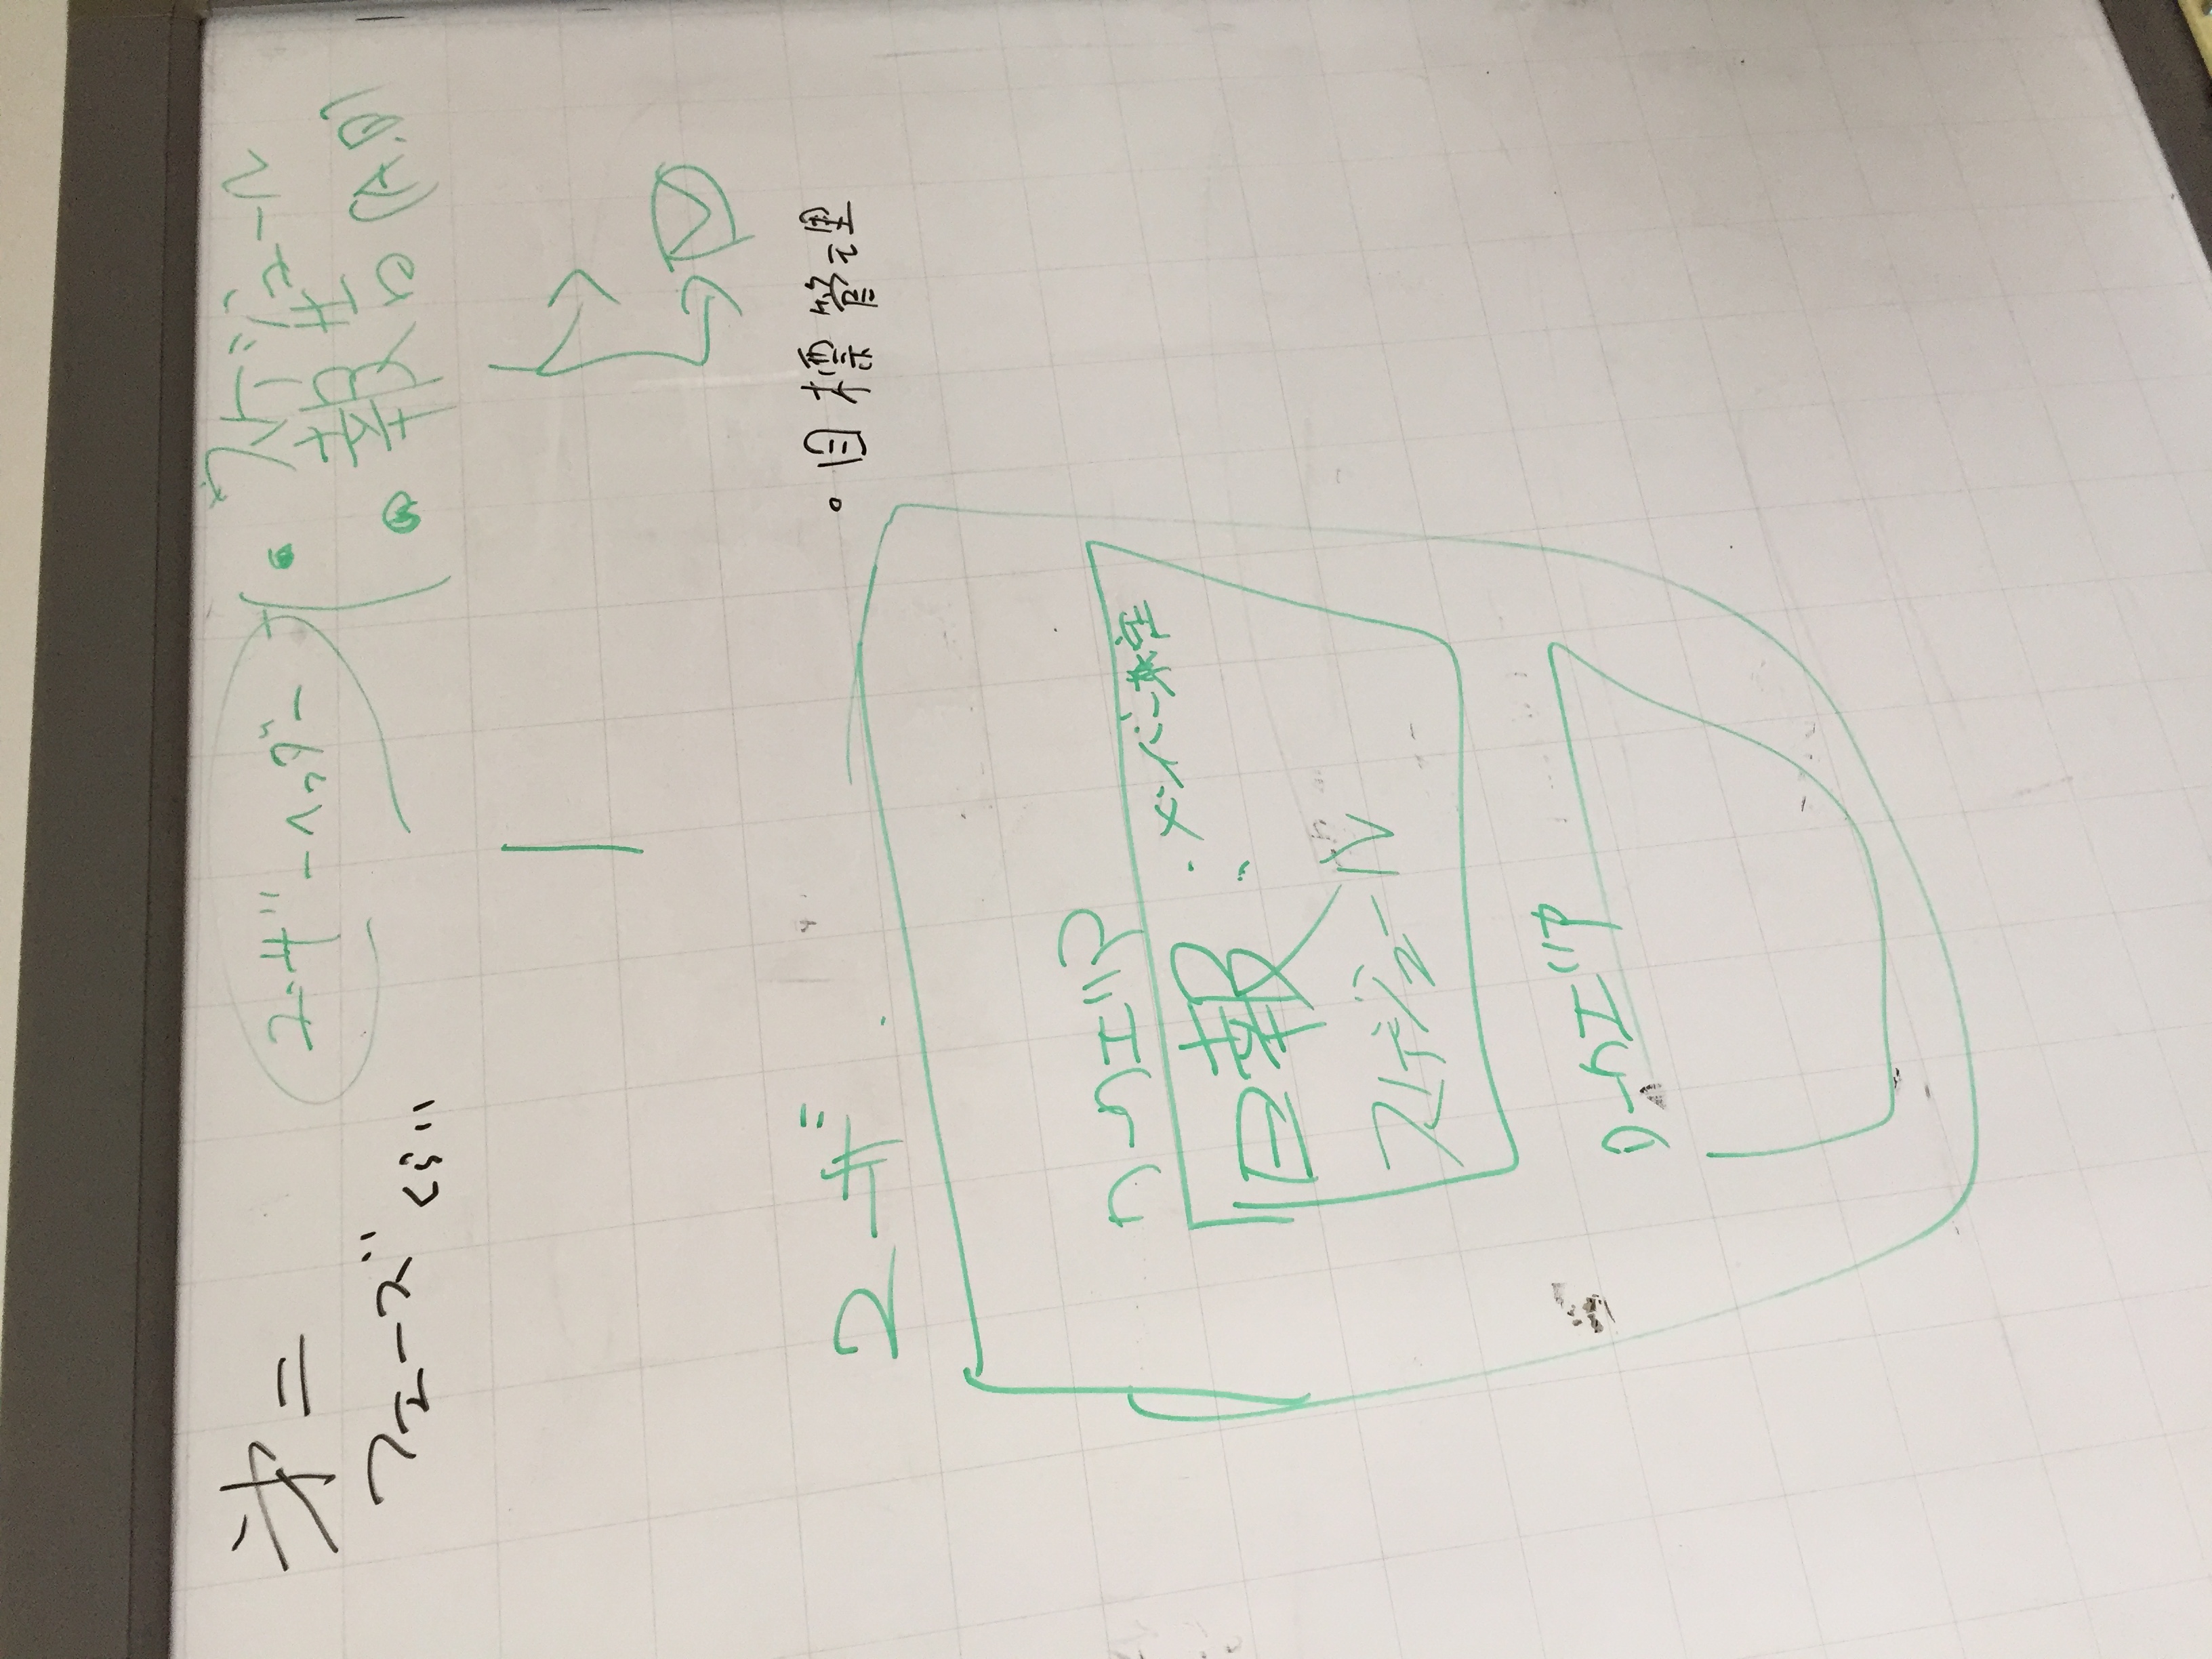 第二
フェーズくらい
ユーザーヘッダー
・スケジュール
・報告(A,B)
・目標管理
ユーザ
ワークエリア
・メンバー
日報
スケジュール
ワークエリア